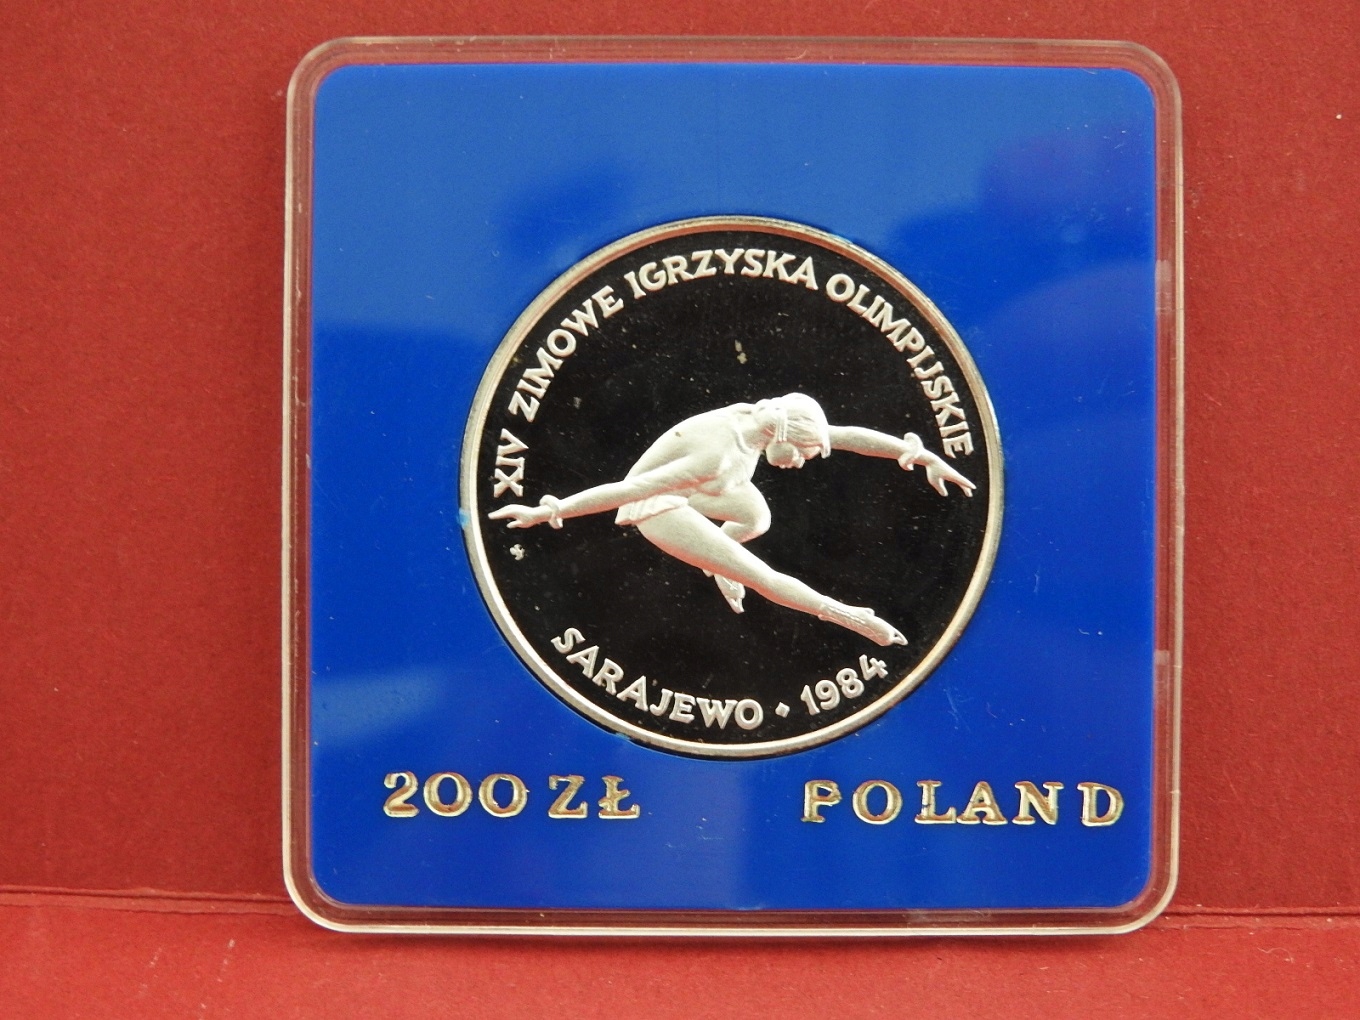 XIV ZIMOWE IGRZYSKA OLIMPIJSKIE
SARAJEWO • 1984
200 ZŁ POLAND